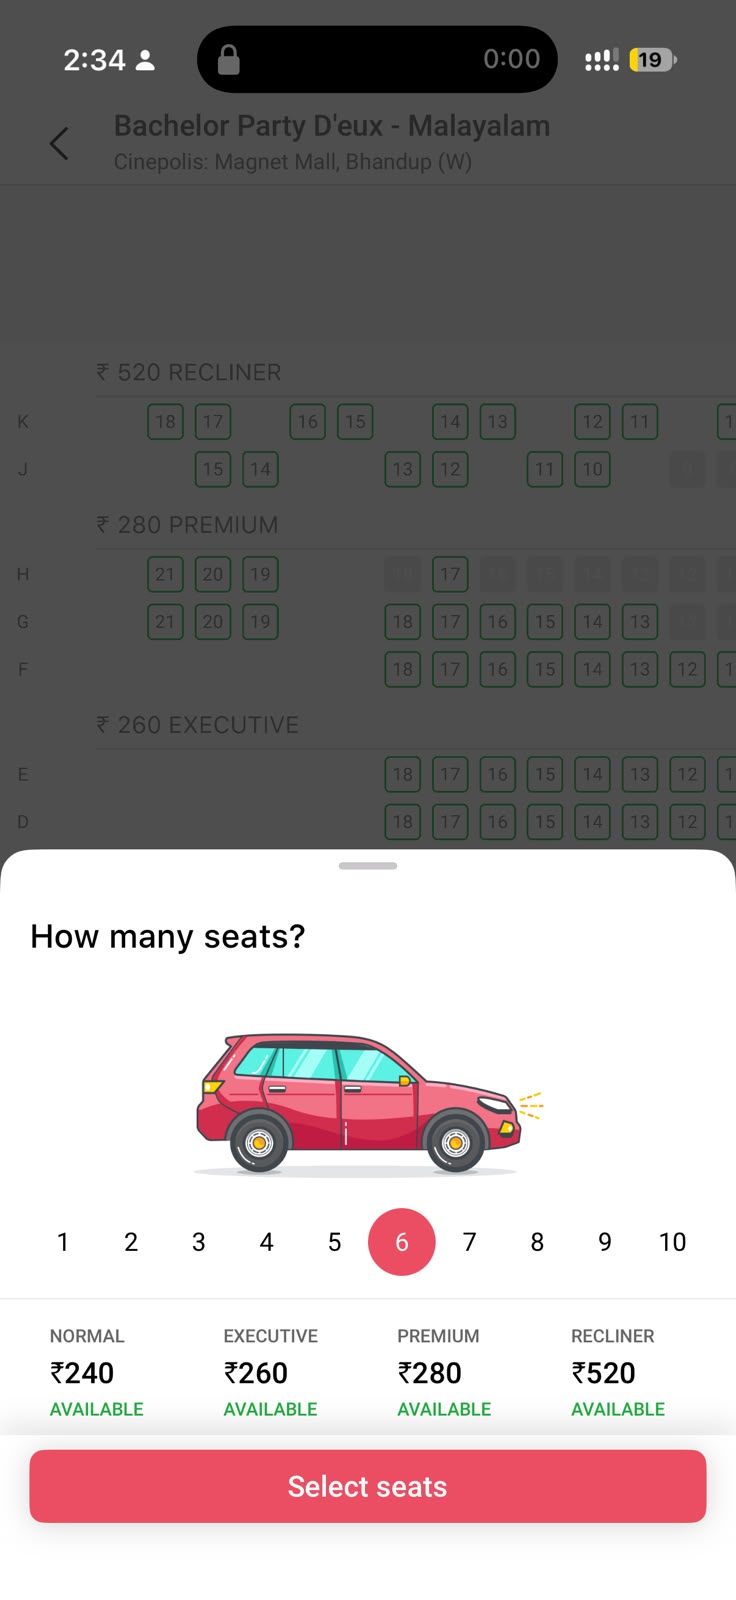 2:34
0:00
19
Bachelor Party D'eux - Malayalam
Cinepolis: Magnet Mall, Bhandup (W)
₹ 520 RECLINER
K 18 17 16 15 14 13 12 11
J 15 14 13 12 11 10
₹ 280 PREMIUM
H 21 20 19 17
G 21 20 19 18 17 16 15 14 13
F 18 17 16 15 14 13 12
₹ 260 EXECUTIVE
E 18 17 16 15 14 13 12
D 18 17 16 15 14 13 12
How many seats?
1 2 3 4 5 6 7 8 9 10
NORMAL EXECUTIVE PREMIUM RECLINER
₹240 ₹260 ₹280 ₹520
AVAILABLE AVAILABLE AVAILABLE AVAILABLE
Select seats